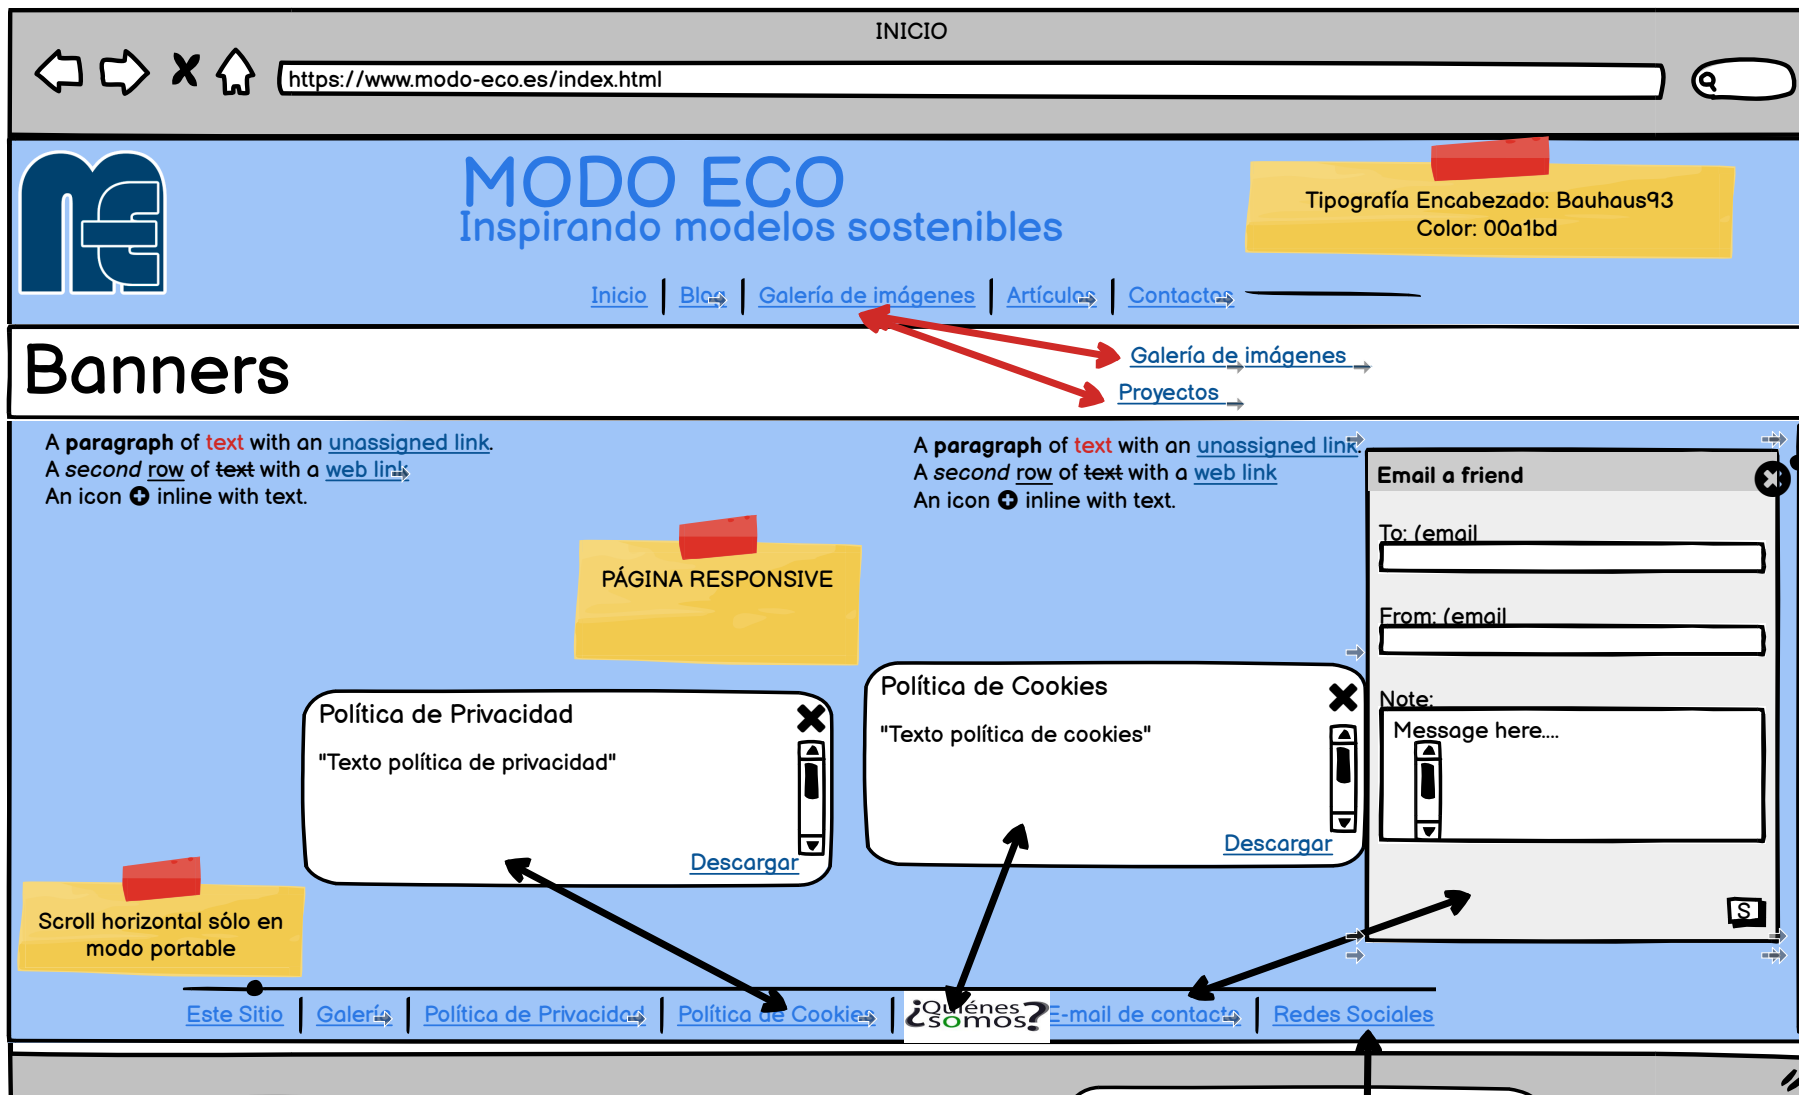 INICIO
https://www.modo-eco.es/index.html
MODO ECO
Inspirando modelos sostenibles
Tipografía Encabezado: Bauhaus93
Color: 00a1bd
Inicio
Blog
Galería de imágenes
Artículos
Contactos
Banners
Galería de imágenes
Proyectos
A paragraph of text with an unassigned link.
A second row of text with a web link
An icon inline with text.
A paragraph of text with an unassigned link.
A second row of text with a web link
An icon inline with text.
Email a friend
To: (email
From: (email
Note:
Message here....
S
PÁGINA RESPONSIVE
Política de Privacidad
"Texto política de privacidad"
Descargar
Política de Cookies
"Texto política de cookies"
Descargar
Scroll horizontal sólo en
modo portable
Este Sitio
Galería
Política de Privacidad
Política de Cookies
¿Quiénes
somos?
E-mail de contacto
Redes Sociales